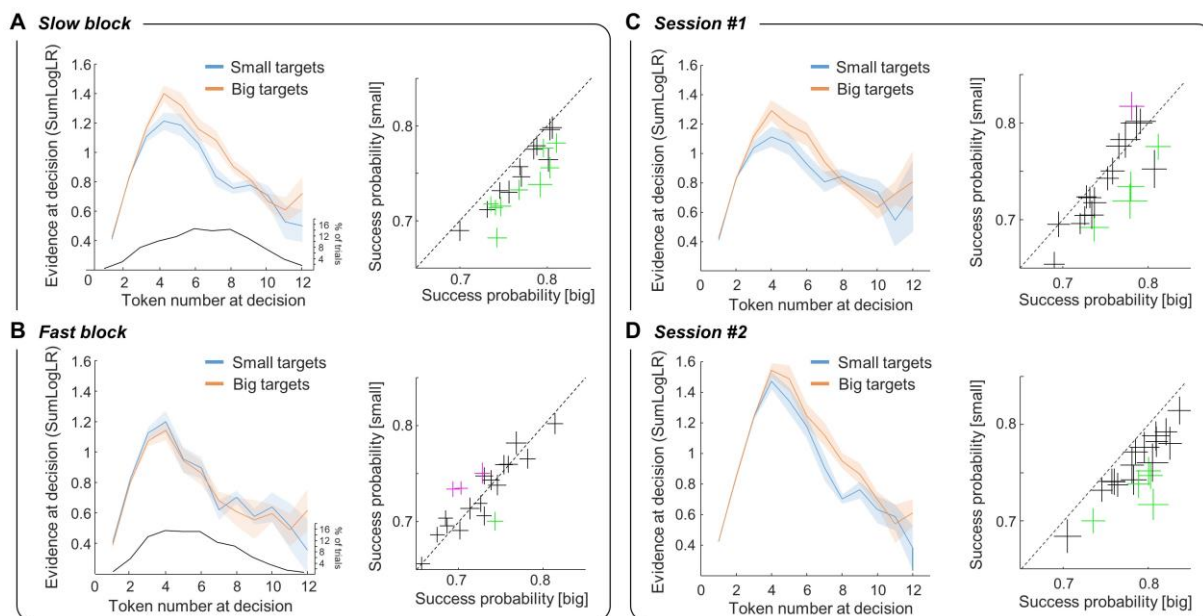 A Slow block
Evidence at decision (SumLogLR)
1.6
1.4
1.2
1
0.8
0.6
0.4
Small targets
Big targets
16
12
8
4
% of trials
0 2 4 6 8 10 12
Token number at decision
Success probability [small]
0.8
0.7
0.7 0.8
Success probability [big]
B Fast block
Evidence at decision (SumLogLR)
1.6
1.4
1.2
1
0.8
0.6
0.4
Small targets
Big targets
16
12
8
4
% of trials
0 2 4 6 8 10 12
Token number at decision
Success probability [small]
0.8
0.7
0.7 0.8
Success probability [big]
C Session #1
Evidence at decision (SumLogLR)
1.6
1.4
1.2
1
0.8
0.6
0.4
Small targets
Big targets
0 2 4 6 8 10 12
Token number at decision
Success probability [small]
0.8
0.7
0.7 0.8
Success probability [big]
D Session #2
Evidence at decision (SumLogLR)
1.6
1.4
1.2
1
0.8
0.6
0.4
Small targets
Big targets
0 2 4 6 8 10 12
Token number at decision
Success probability [small]
0.8
0.7
0.7 0.8
Success probability [big]